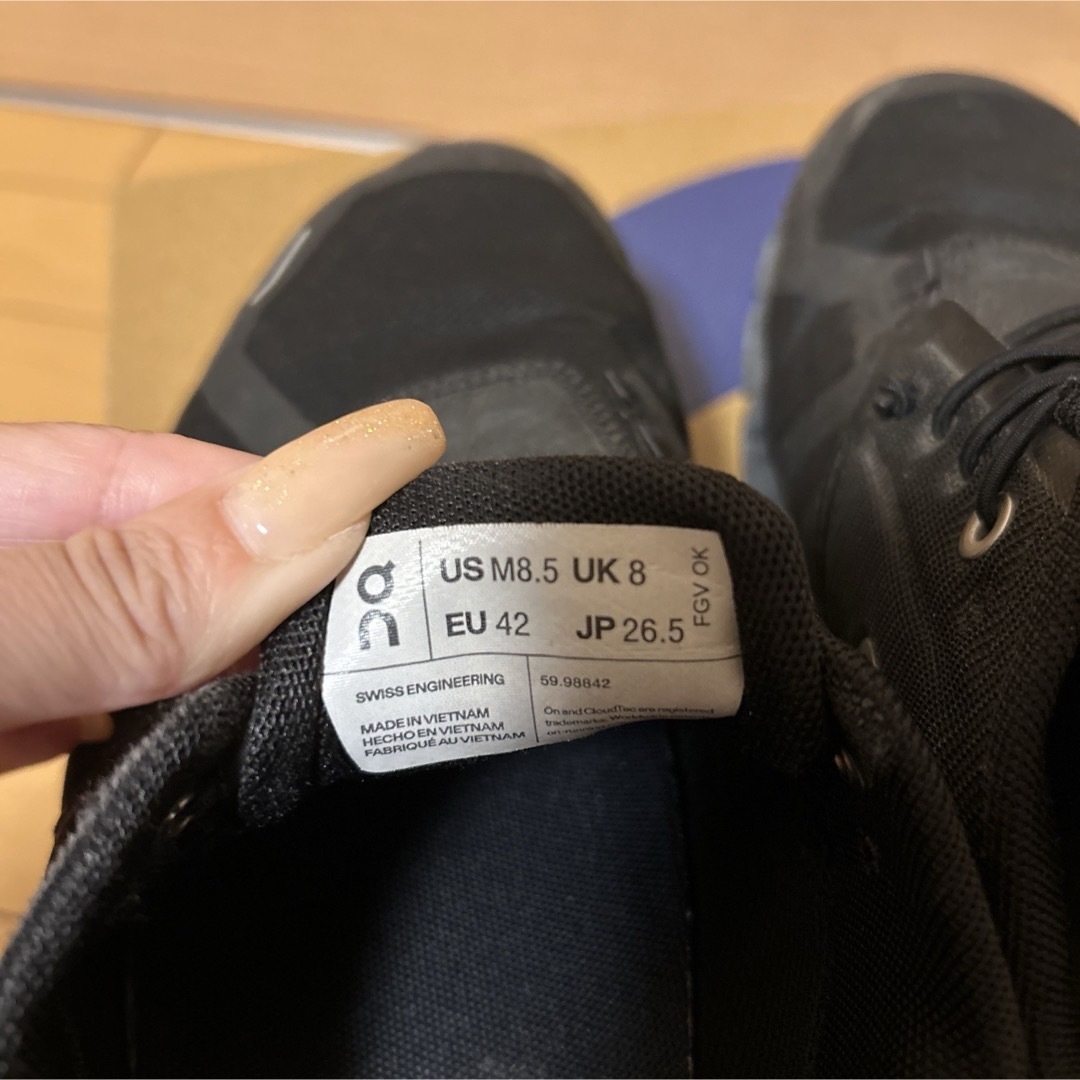 On
US M8.5 UK 8
EU 42 JP 26.5
FGV OK
SWISS ENGINEERING
MADE IN VIETNAM
HECHO EN VIETNAM
FABRIQUÉ AU VIETNAM
59.98842
On and CloudTec are registered
trademarks.